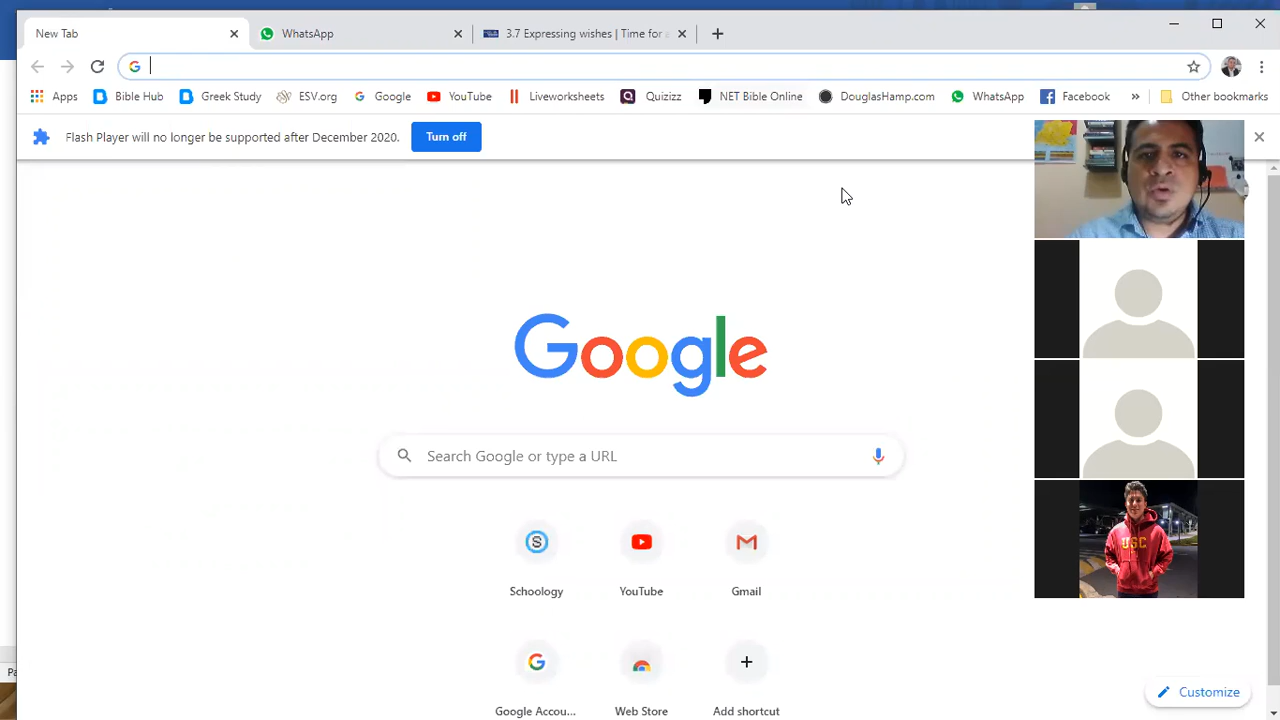 New Tab
WhatsApp
3.7 Expressing wishes | Time for
Apps
Bible Hub
Greek Study
ESV.org
Google
YouTube
Liveworksheets
Quizizz
NET Bible Online
DouglasHamp.com
WhatsApp
Facebook
»
Other bookmarks
Flash Player will no longer be supported after December 2020.
Turn off
Google
Search Google or type a URL
Schoology
YouTube
Gmail
Google Accou...
Web Store
Add shortcut
Customize
USC